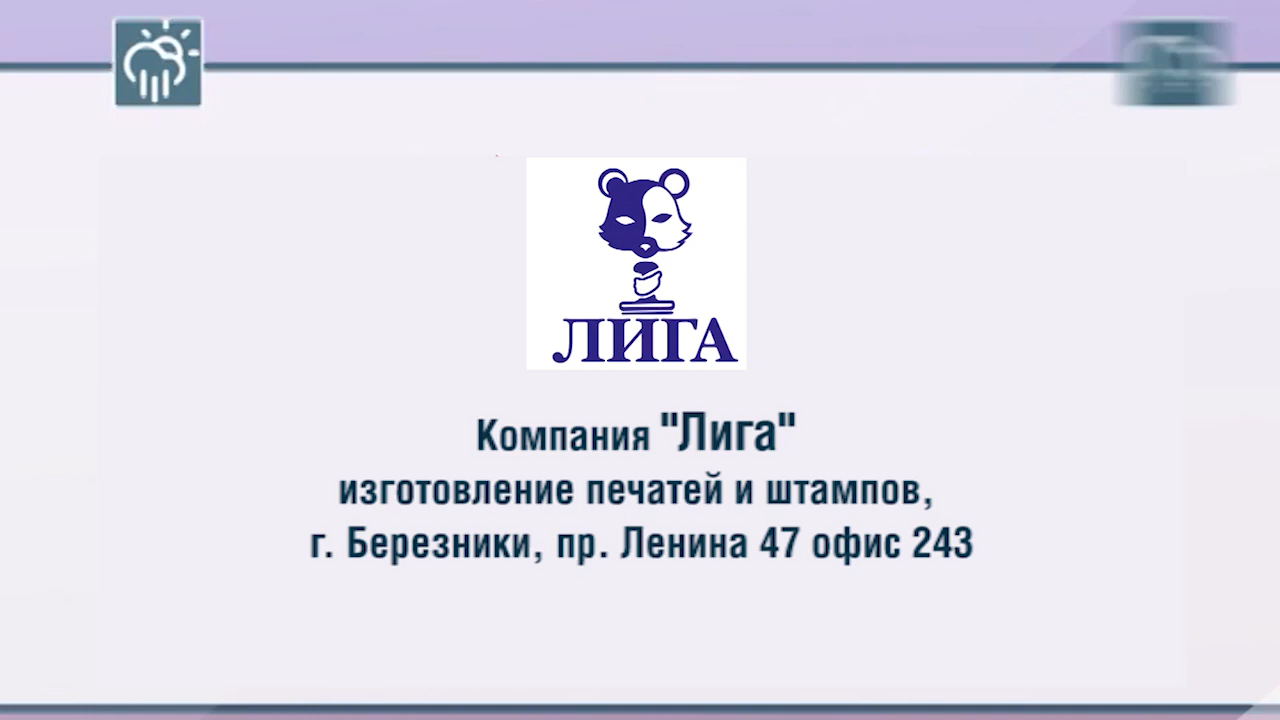 ЛИГА
Компания "Лига"
изготовление печатей и штампов,
г. Березники, пр. Ленина 47 офис 243